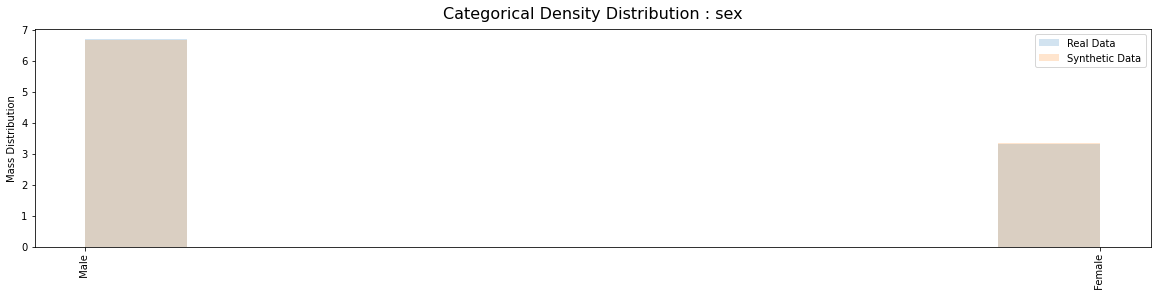 Categorical Density Distribution : sex
Real Data
Synthetic Data
Mass Distribution
7
6
5
4
3
2
1
0
Male
Female